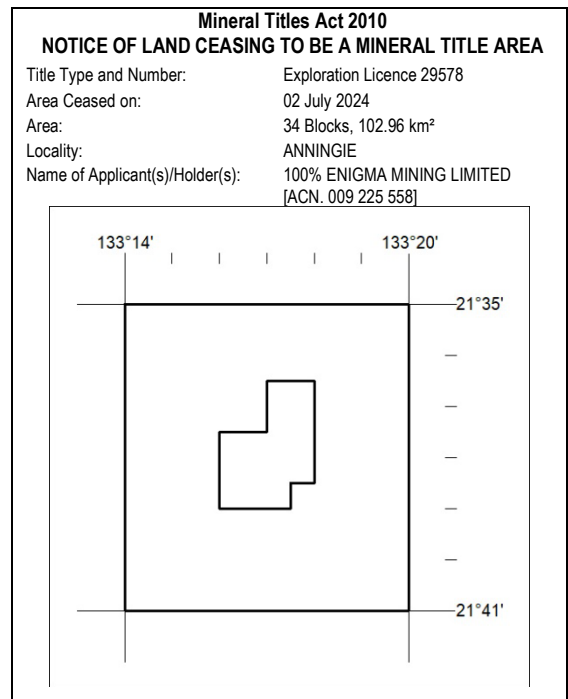 Mineral Titles Act 2010
NOTICE OF LAND CEASING TO BE A MINERAL TITLE AREA
Title Type and Number: Exploration Licence 29578
Area Ceased on: 02 July 2024
Area: 34 Blocks, 102.96 km²
Locality: ANNINGIE
Name of Applicant(s)/Holder(s): 100% ENIGMA MINING LIMITED
[ACN. 009 225 558]
133°14' 133°20'
21°35'
21°41'